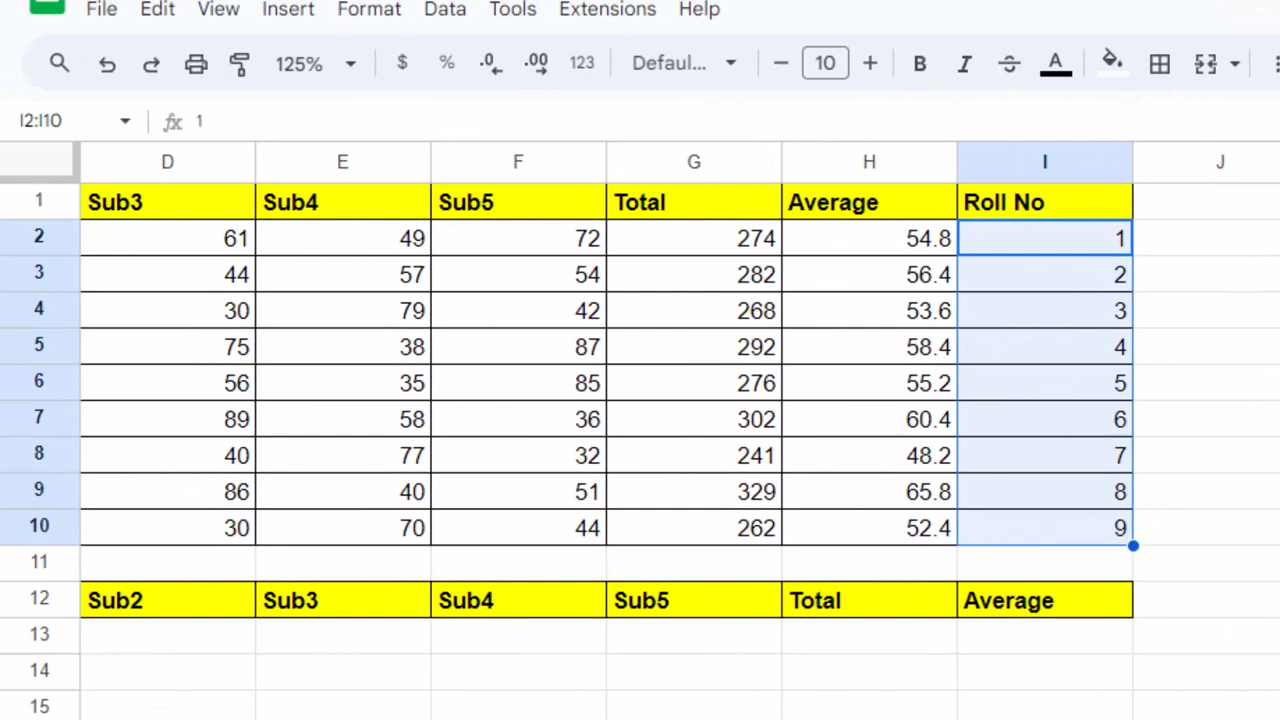 File Edit View Insert Format Data Tools Extensions Help
125% $ % .0 .00 123 Defaul... − 10 + B I S A
I2:I10 fx 1
D E F G H I J
1 Sub3 Sub4 Sub5 Total Average Roll No
2 61 49 72 274 54.8 1
3 44 57 54 282 56.4 2
4 30 79 42 268 53.6 3
5 75 38 87 292 58.4 4
6 56 35 85 276 55.2 5
7 89 58 36 302 60.4 6
8 40 77 32 241 48.2 7
9 86 40 51 329 65.8 8
10 30 70 44 262 52.4 9
11
12 Sub2 Sub3 Sub4 Sub5 Total Average
13
14
15